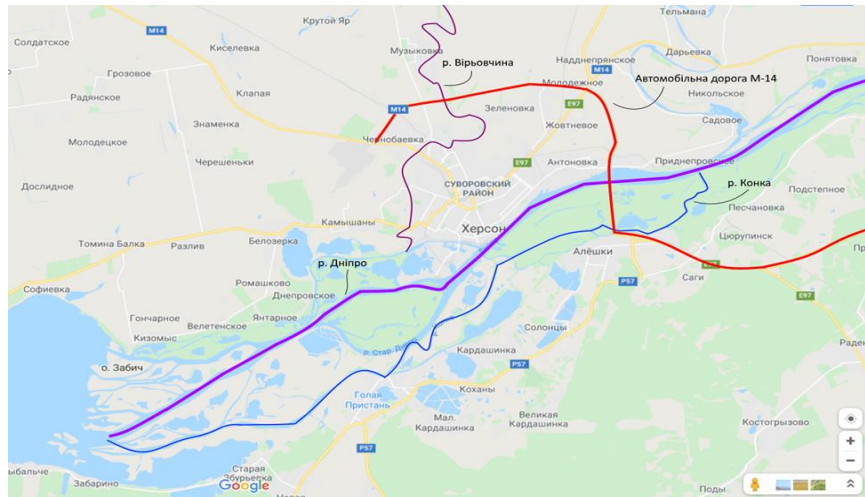 Тельмана
Крутой Яр
M14
Солдатское
Киселевка
Музыковка
Надднепрянское
Дарьевка
Понятовка
р. Вірьовчина
M14
Грозовое
Молодежное
Автомобільна дорога М-14
Радянское
Клапая
M14
Зеленовка
E97
Никольское
Знаменка
Чернобаевка
Жовтневое
Садовое
Молодецкое
Черешеньки
E97
Антоновка
Приднепровское
Дослидное
СУВОРОВСКИЙ
РАЙОН
р. Конка
Подстепное
Песчановка
Камышаны
Херсон
Томина Балка
Разлив
Белозерка
Цюрупинск
р. Дніпро
Алёшки
Софиевка
Ромашково
Днепровское
P57
Саги
E97
Гончарное
Янтарное
Кизомыс
Велетенское
Солонцы
о. Забич
Кардашинка
P57
Голая
Пристань
Коханы
Мал.
Кардашинка
Великая
Кардашинка
Костогрызово
P57
Забарино
Старая
Збурьевка
Google
Поды